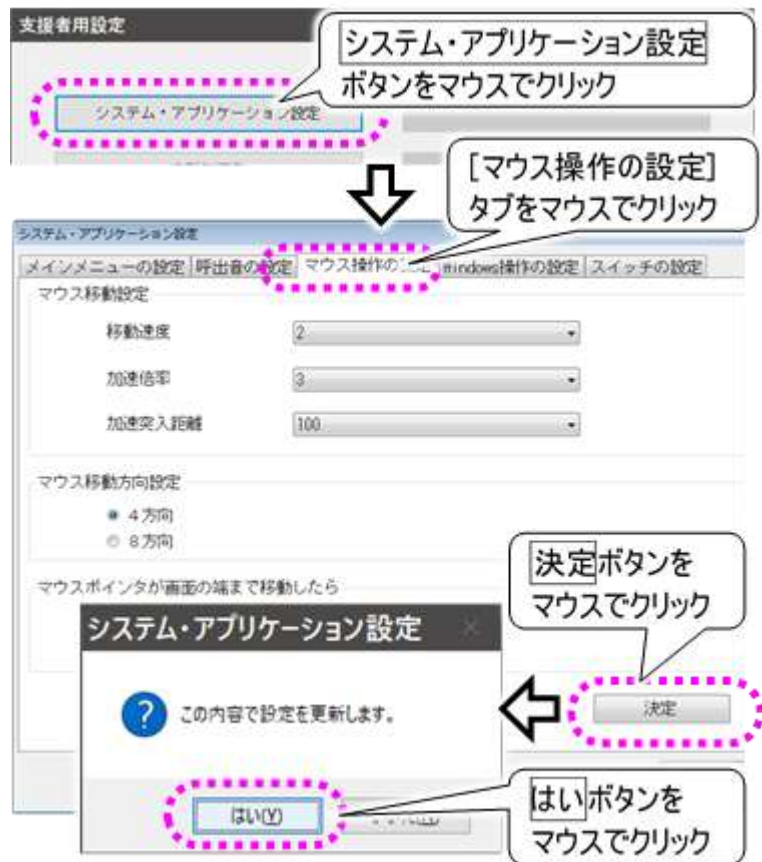 支援者用設定
システム・アプリケーション設定
ボタンをマウスでクリック
システム・アプリケーション設定
[マウス操作の設定]
タブをマウスでクリック
システム・アプリケーション設定
メインメニューの設定 呼出音の設定 マウス操作の設定 Windows操作の設定 スイッチの設定
マウス移動設定
移動速度 2
加速倍率 3
加速突入距離 100
マウス移動方向設定
4方向
8方向
決定ボタンを
マウスでクリック
マウスポインタが画面の端まで移動したら
システム・アプリケーション設定
? この内容で設定を更新します。
決定
はい(Y)
はいボタンを
マウスでクリック